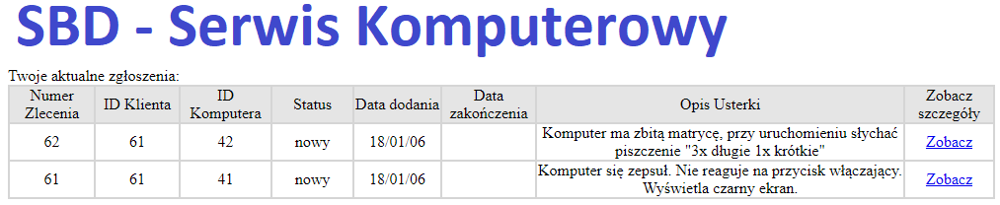 SBD - Serwis Komputerowy
Twoje aktualne zgłoszenia:
Numer Zlecenia ID Klienta ID Komputera Status Data dodania Data zakończenia Opis Usterki Zobacz szczegóły
62 61 42 nowy 18/01/06 Komputer ma zbitą matrycę, przy uruchomieniu słychać
piszczenie "3x długie 1x krótkie" Zobacz
61 61 41 nowy 18/01/06 Komputer się zepsuł. Nie reaguje na przycisk włączający.
Wyświetla czarny ekran. Zobacz